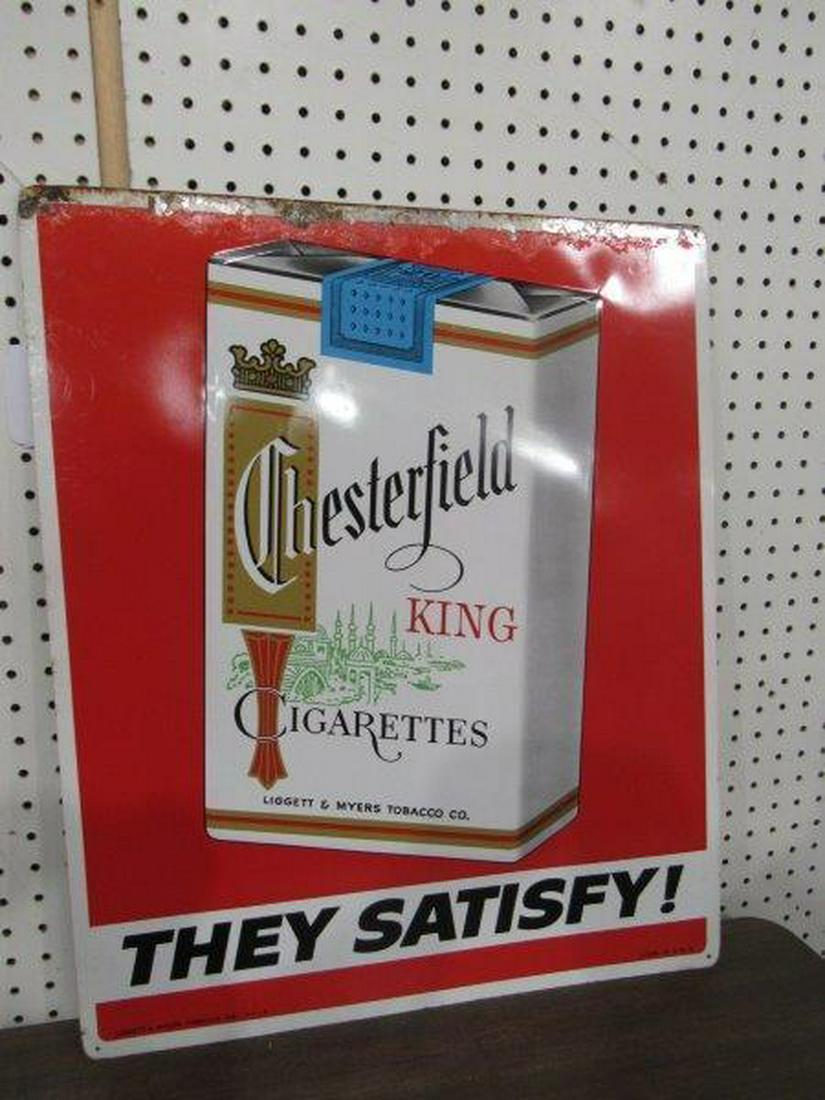 Chesterfield
KING
CIGARETTES
LIGGETT & MYERS TOBACCO CO.
THEY SATISFY!